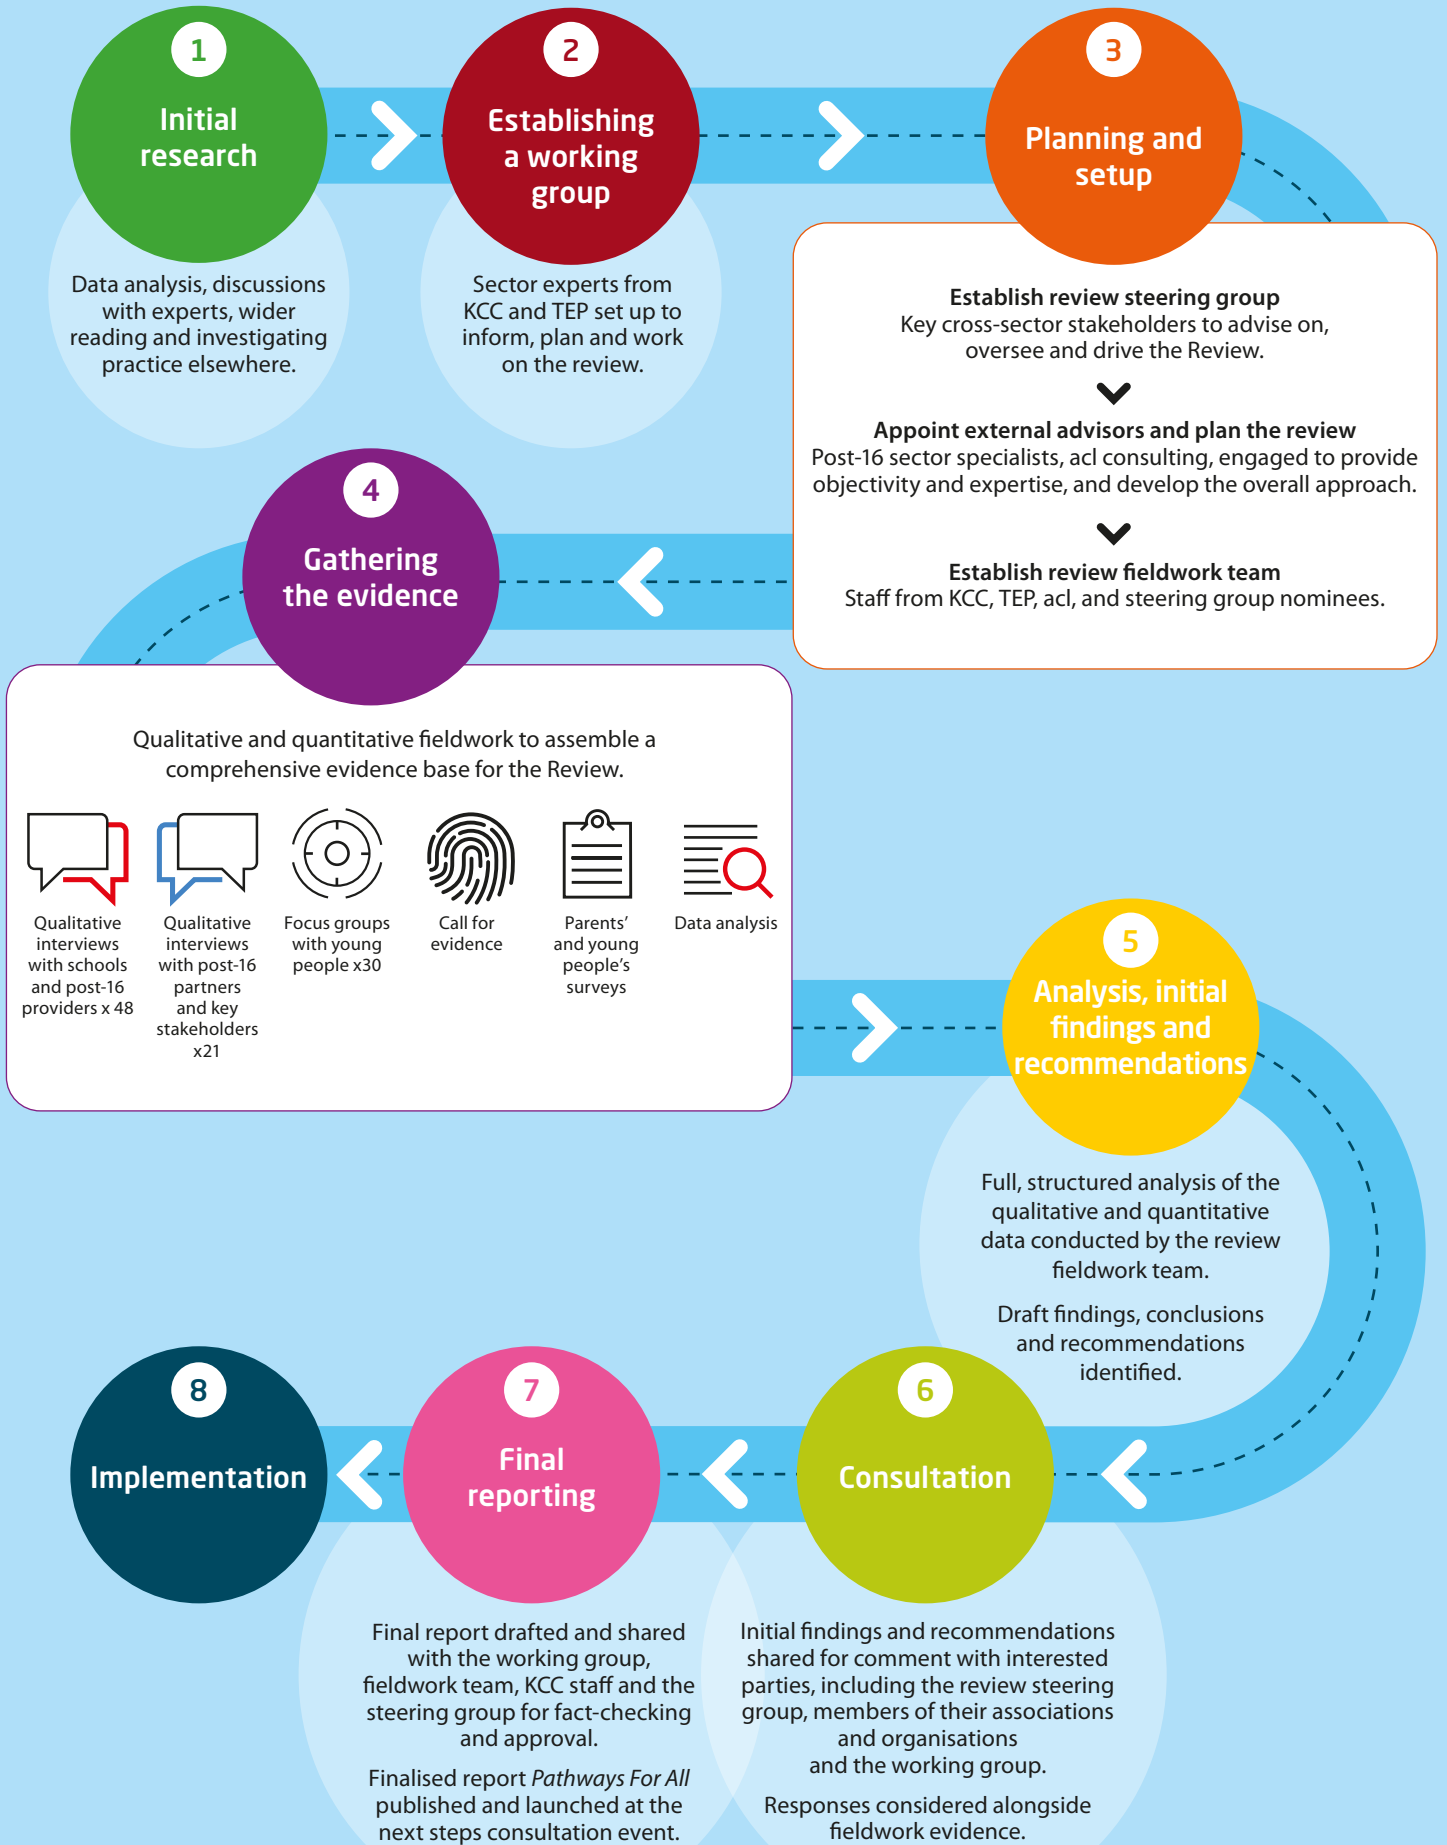 1
Initial
research
Data analysis, discussions
with experts, wider
reading and investigating
practice elsewhere.
2
Establishing
a working
group
Sector experts from
KCC and TEP set up to
inform, plan and work
on the review.
3
Planning and
setup
Establish review steering group
Key cross-sector stakeholders to advise on,
oversee and drive the Review.
Appoint external advisors and plan the review
Post-16 sector specialists, acl consulting, engaged to provide
objectivity and expertise, and develop the overall approach.
Establish review fieldwork team
Staff from KCC, TEP, acl, and steering group nominees.
4
Gathering
the evidence
Qualitative and quantitative fieldwork to assemble a
comprehensive evidence base for the Review.
Qualitative
interviews
with schools
and post-16
providers x 48
Qualitative
interviews
with post-16
partners
and key
stakeholders
x21
Focus groups
with young
people x30
Call for
evidence
Parents'
and young
people's
surveys
Data analysis
5
Analysis, initial
findings and
recommendations
Full, structured analysis of the
qualitative and quantitative
data conducted by the review
fieldwork team.
Draft findings, conclusions
and recommendations
identified.
6
Consultation
Initial findings and recommendations
shared for comment with interested
parties, including the review steering
group, members of their associations
and organisations
and the working group.
Responses considered alongside
fieldwork evidence.
7
Final
reporting
Final report drafted and shared
with the working group,
fieldwork team, KCC staff and the
steering group for fact-checking
and approval.
Finalised report Pathways For All
published and launched at the
next steps consultation event.
8
Implementation